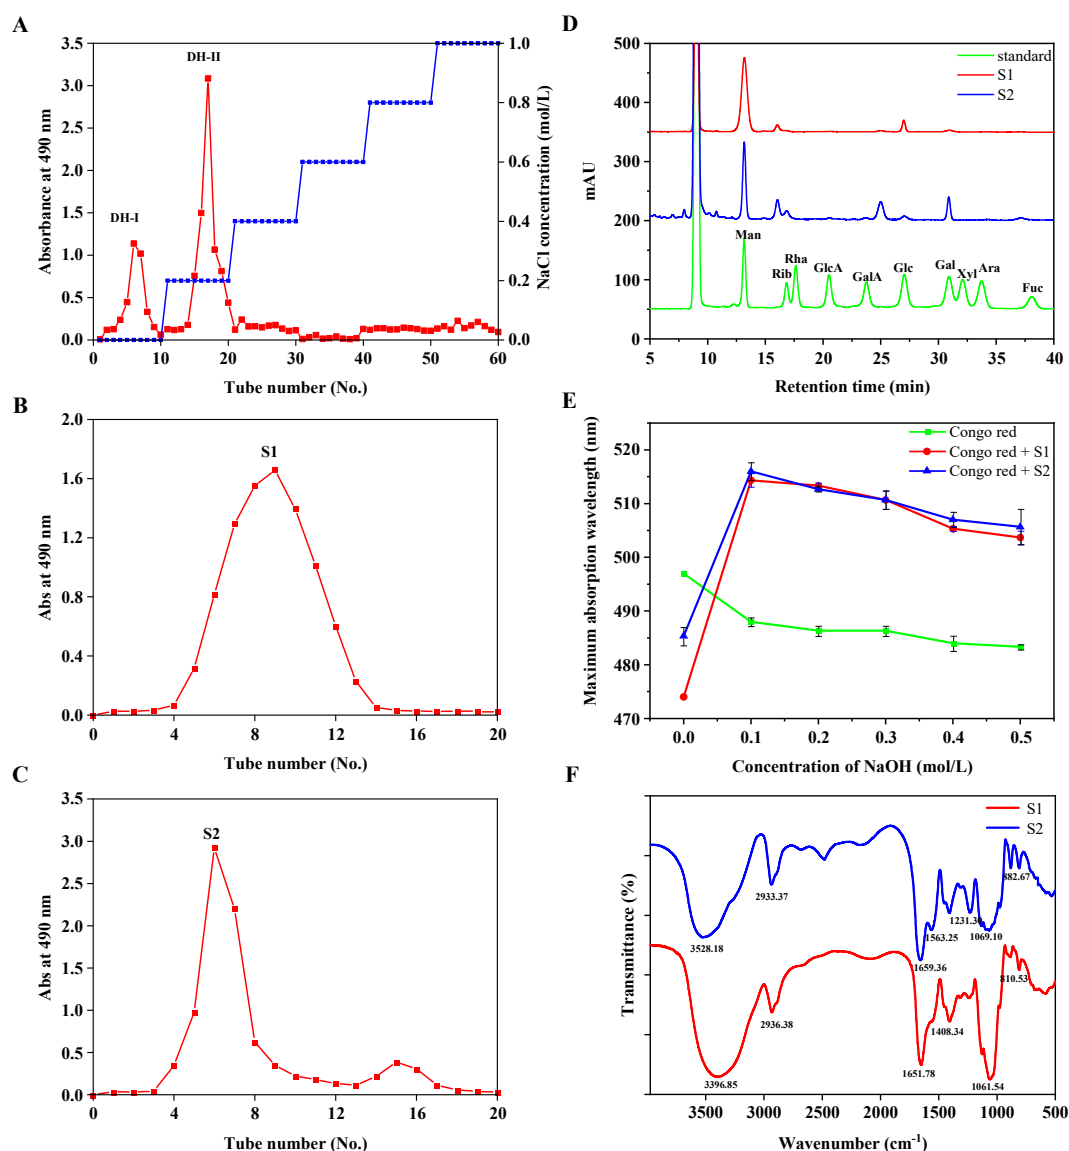 A
3.5
3.0
2.5
2.0
1.5
1.0
0.5
0.0
Absorbance at 490 nm
DH-I
DH-II
1.0
0.8
0.6
0.4
0.2
0.0
NaCl concentration (mol/L)
0 10 20 30 40 50 60
Tube number (No.)
B
2.0
1.6
1.2
0.8
0.4
0.0
Abs at 490 nm
S1
0 4 8 12 16 20
Tube number (No.)
C
3.5
3.0
2.5
2.0
1.5
1.0
0.5
0.0
Abs at 490 nm
S2
0 4 8 12 16 20
Tube number (No.)
D
500
400
300
200
100
0
mAU
standard
S1
S2
Man
Rib
Rha
GlcA
GalA
Glc
Gal
Xyl
Ara
Fuc
5 10 15 20 25 30 35 40
Retention time (min)
E
520
510
500
490
480
470
Maximum absorption wavelength (nm)
Congo red
Congo red + S1
Congo red + S2
0.0 0.1 0.2 0.3 0.4 0.5
Concentration of NaOH (mol/L)
F
Transmittance (%)
S1
S2
3528.18
2933.37
1659.36
1563.25
1231.30
1069.10
882.67
3396.85
2936.38
1651.78
1408.34
1061.54
810.53
3500 3000 2500 2000 1500 1000 500
Wavenumber (cm-1)